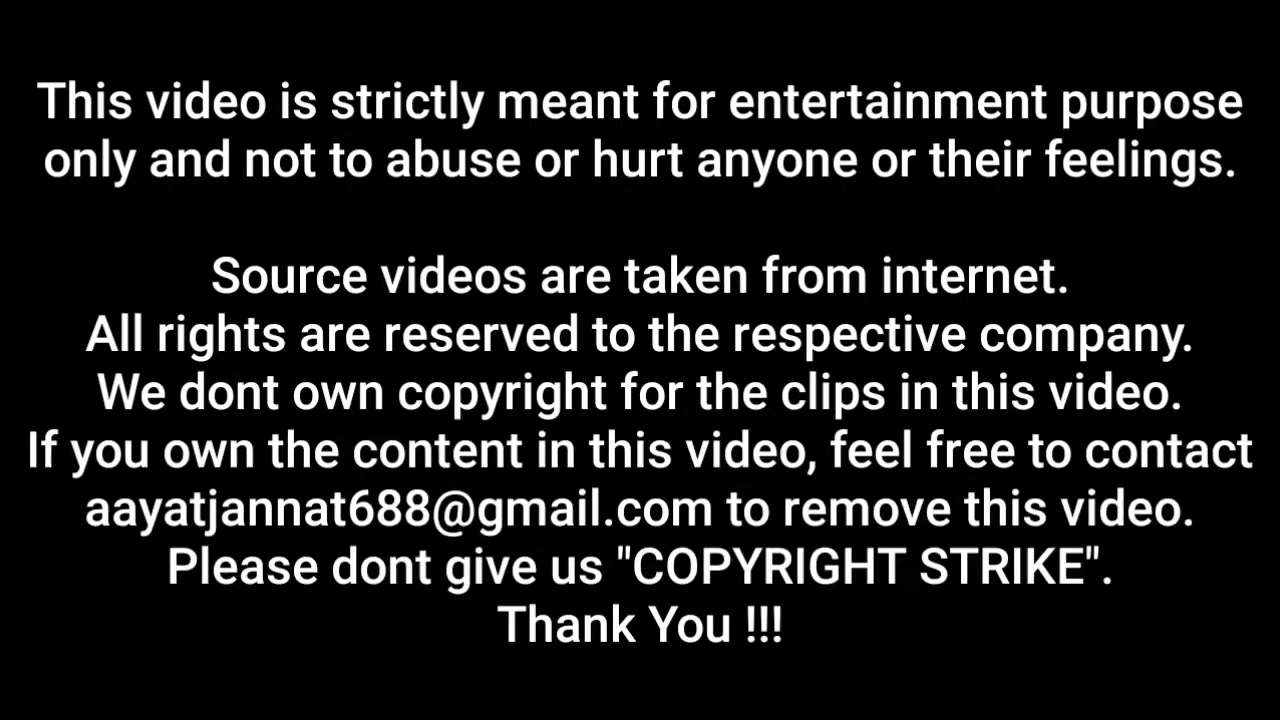 This video is strictly meant for entertainment purpose
only and not to abuse or hurt anyone or their feelings.
Source videos are taken from internet.
All rights are reserved to the respective company.
We dont own copyright for the clips in this video.
If you own the content in this video, feel free to contact
aayatjannat688@gmail.com to remove this video.
Please dont give us "COPYRIGHT STRIKE".
Thank You !!!